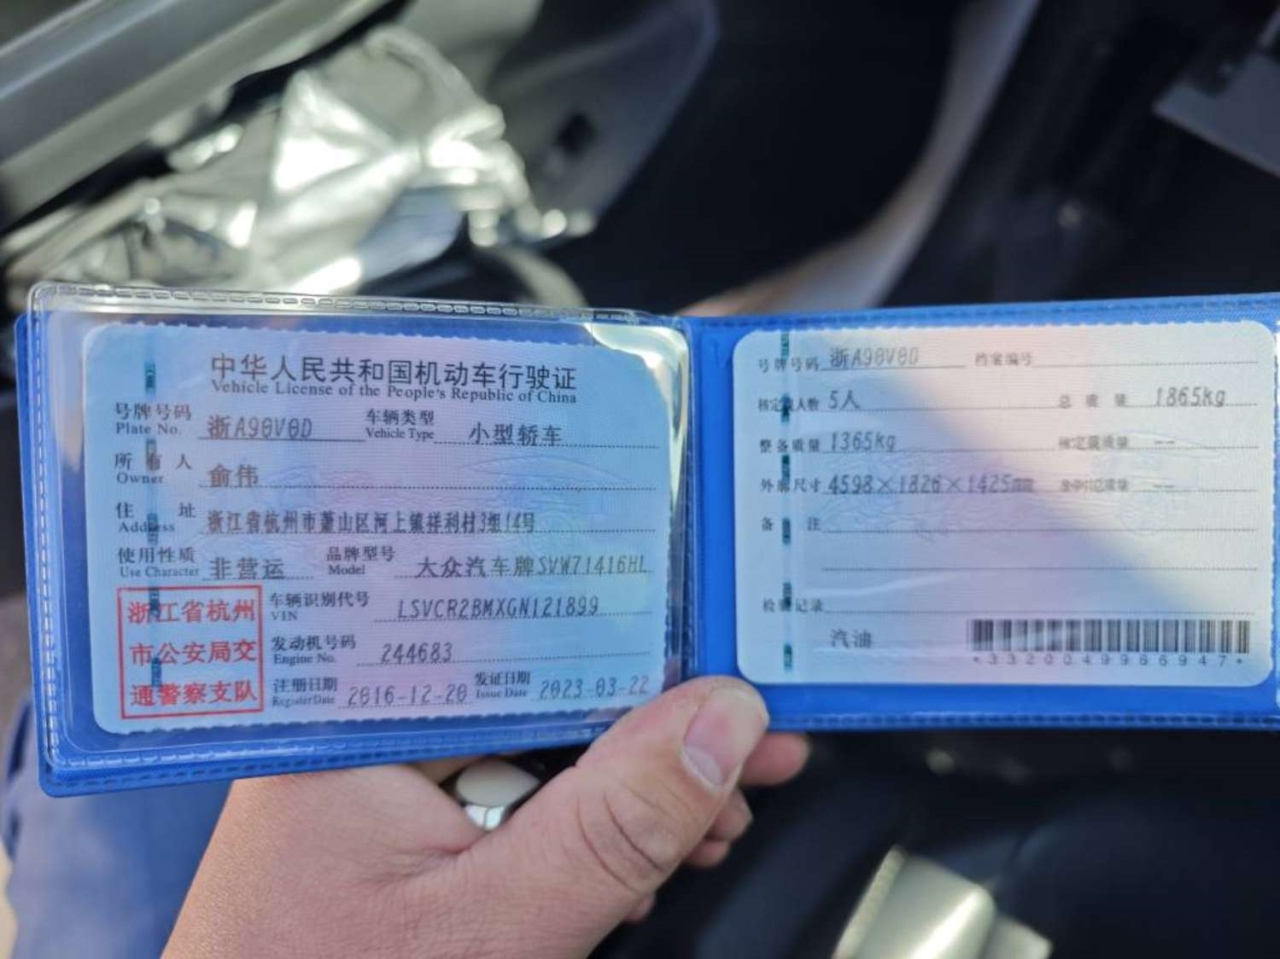 中华人民共和国机动车行驶证
Vehicle License of the People's Republic of China
号牌号码 浙A90V0D 车辆类型 小型轿车
Plate No. Vehicle Type
所有人 俞伟
Owner
住址 浙江省杭州市萧山区河上镇祥利村3组14号
Address
使用性质 非营运 品牌型号 大众汽车牌SVW71416HL
Use Character Model
浙江省杭州
市公安局交
通警察支队
车辆识别代号 LSVCR2BMXGN121899
VIN
发动机号码 244683
Engine No.
注册日期 2016-12-20 发证日期 2023-03-22
Register Date Issue Date
号牌号码 浙A90V0D 档案编号
核定载人数 5人 总质量 1865kg
整备质量 1365kg 核定载质量 --
外廓尺寸 4598×1826×1425mm 准牵引总质量 --
备注
检验记录
汽油
*3320049966947*